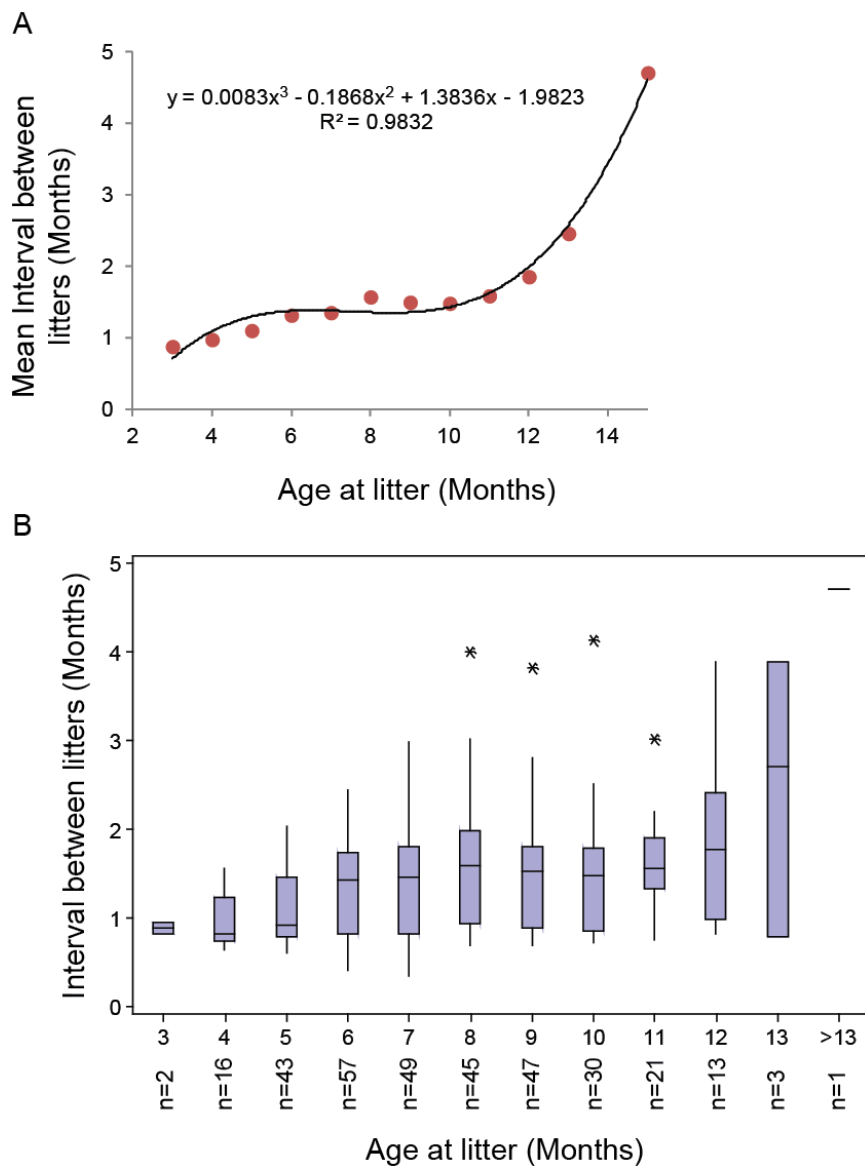 A
5
4
3
2
1
0
Mean Interval between
litters (Months)
y = 0.0083x³ - 0.1868x² + 1.3836x - 1.9823
R² = 0.9832
2 4 6 8 10 12 14
Age at litter (Months)
B
5
4
3
2
1
0
Interval between litters (Months)
3 4 5 6 7 8 9 10 11 12 13 >13
n=2 n=16 n=43 n=57 n=49 n=45 n=47 n=30 n=21 n=13 n=3 n=1
Age at litter (Months)